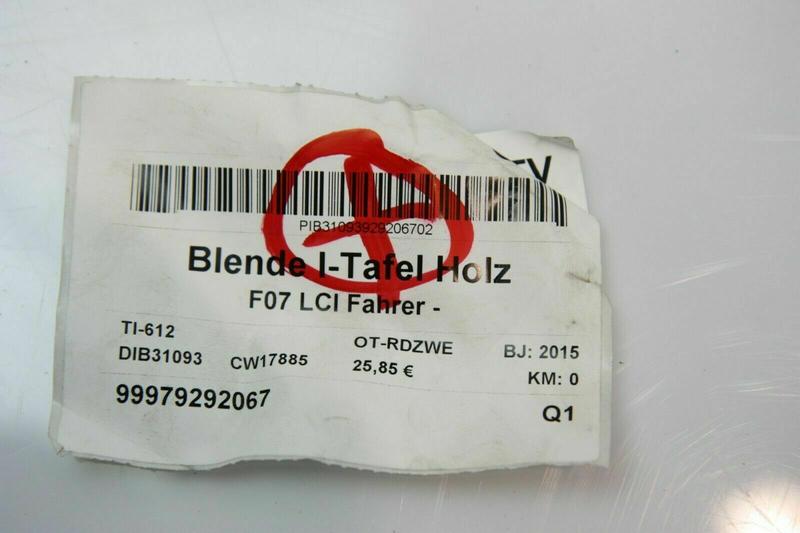 PIB31093929206702
Blende I-Tafel Holz
F07 LCI Fahrer -
TI-612
OT-RDZWE
BJ: 2015
DIB31093
CW17885
25,85 €
KM: 0
99979292067
Q1